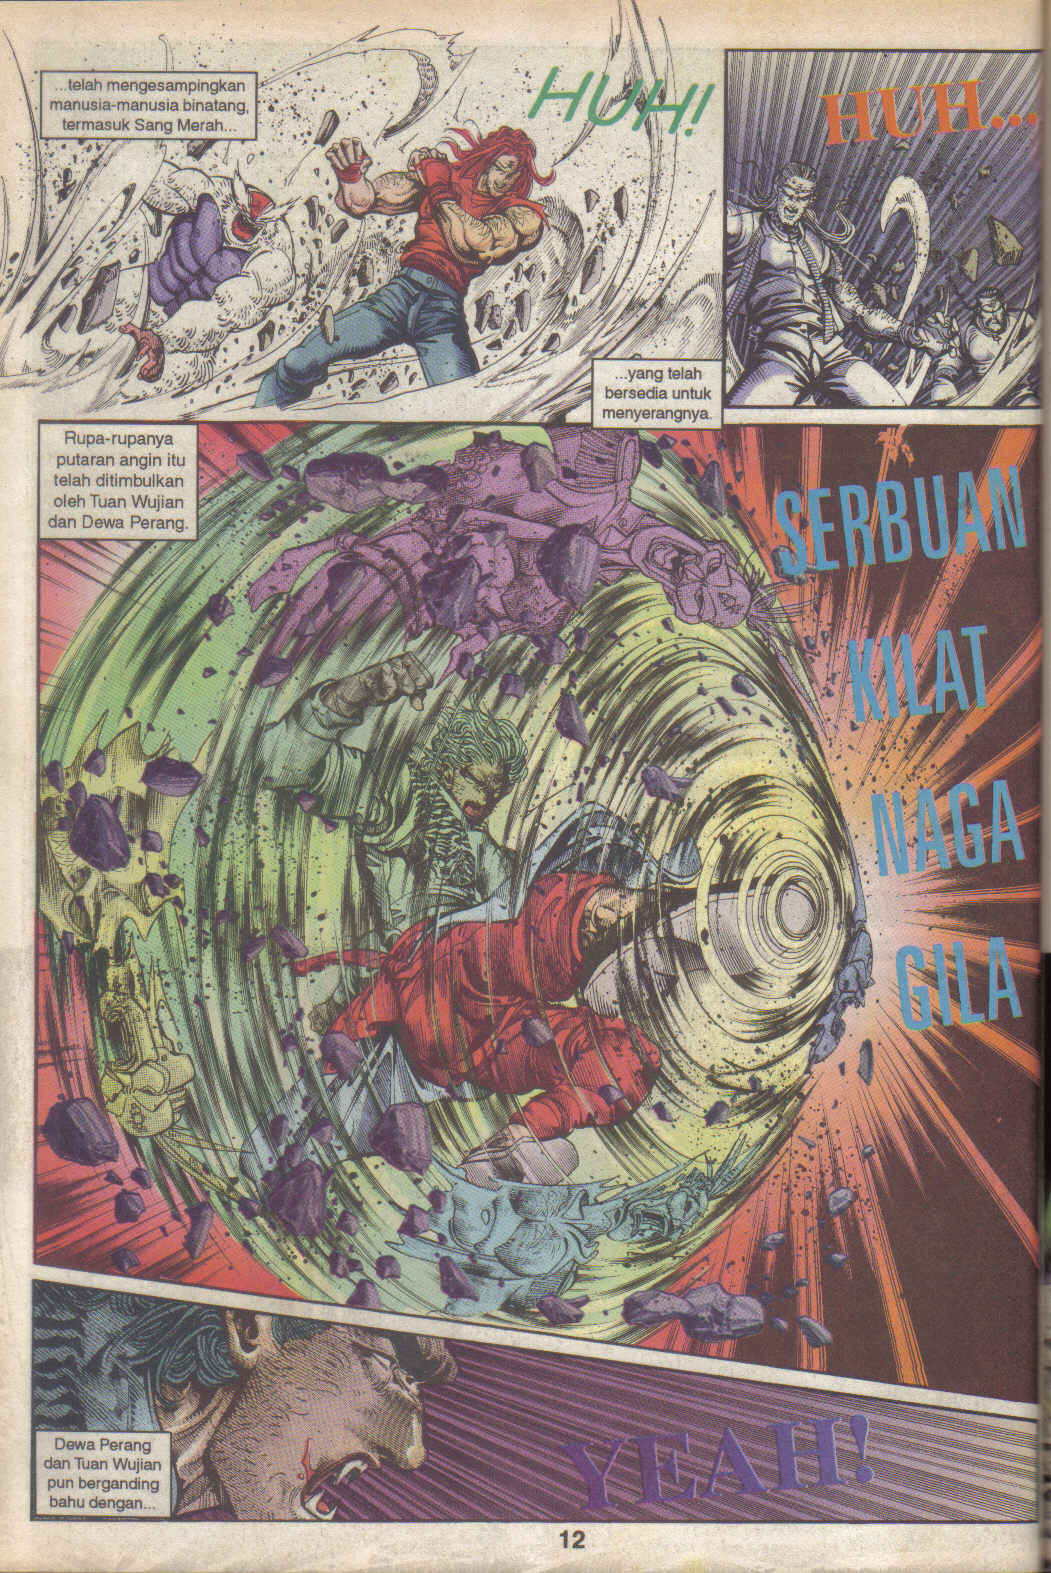 ...telah mengesampingkan
manusia-manusia binatang,
termasuk Sang Merah...
HUH!
HUH...
...yang telah
bersedia untuk
menyerangnya.
Rupa-rupanya
putaran angin itu
telah ditimbulkan
oleh Tuan Wujian
dan Dewa Perang.
SERBUAN
KILAT
NAGA
GILA
Dewa Perang
dan Tuan Wujian
pun berganding
bahu dengan...
YEAH!
12